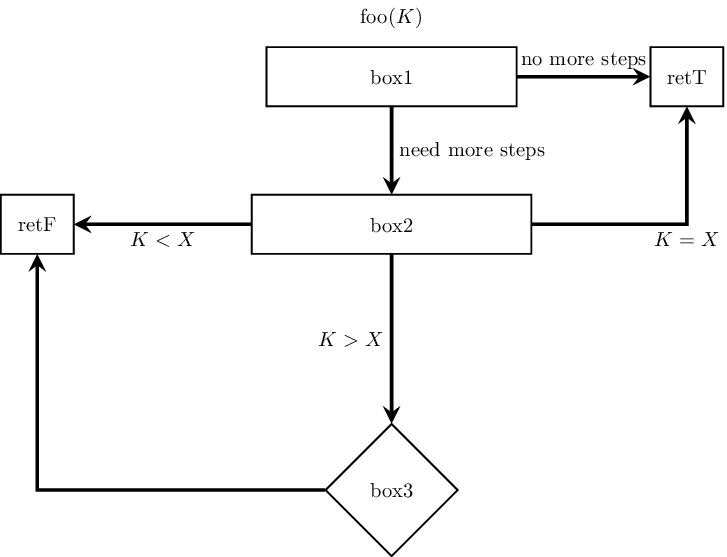 foo(K)
box1
no more steps
retT
need more steps
retF
K < X
box2
K = X
K > X
box3